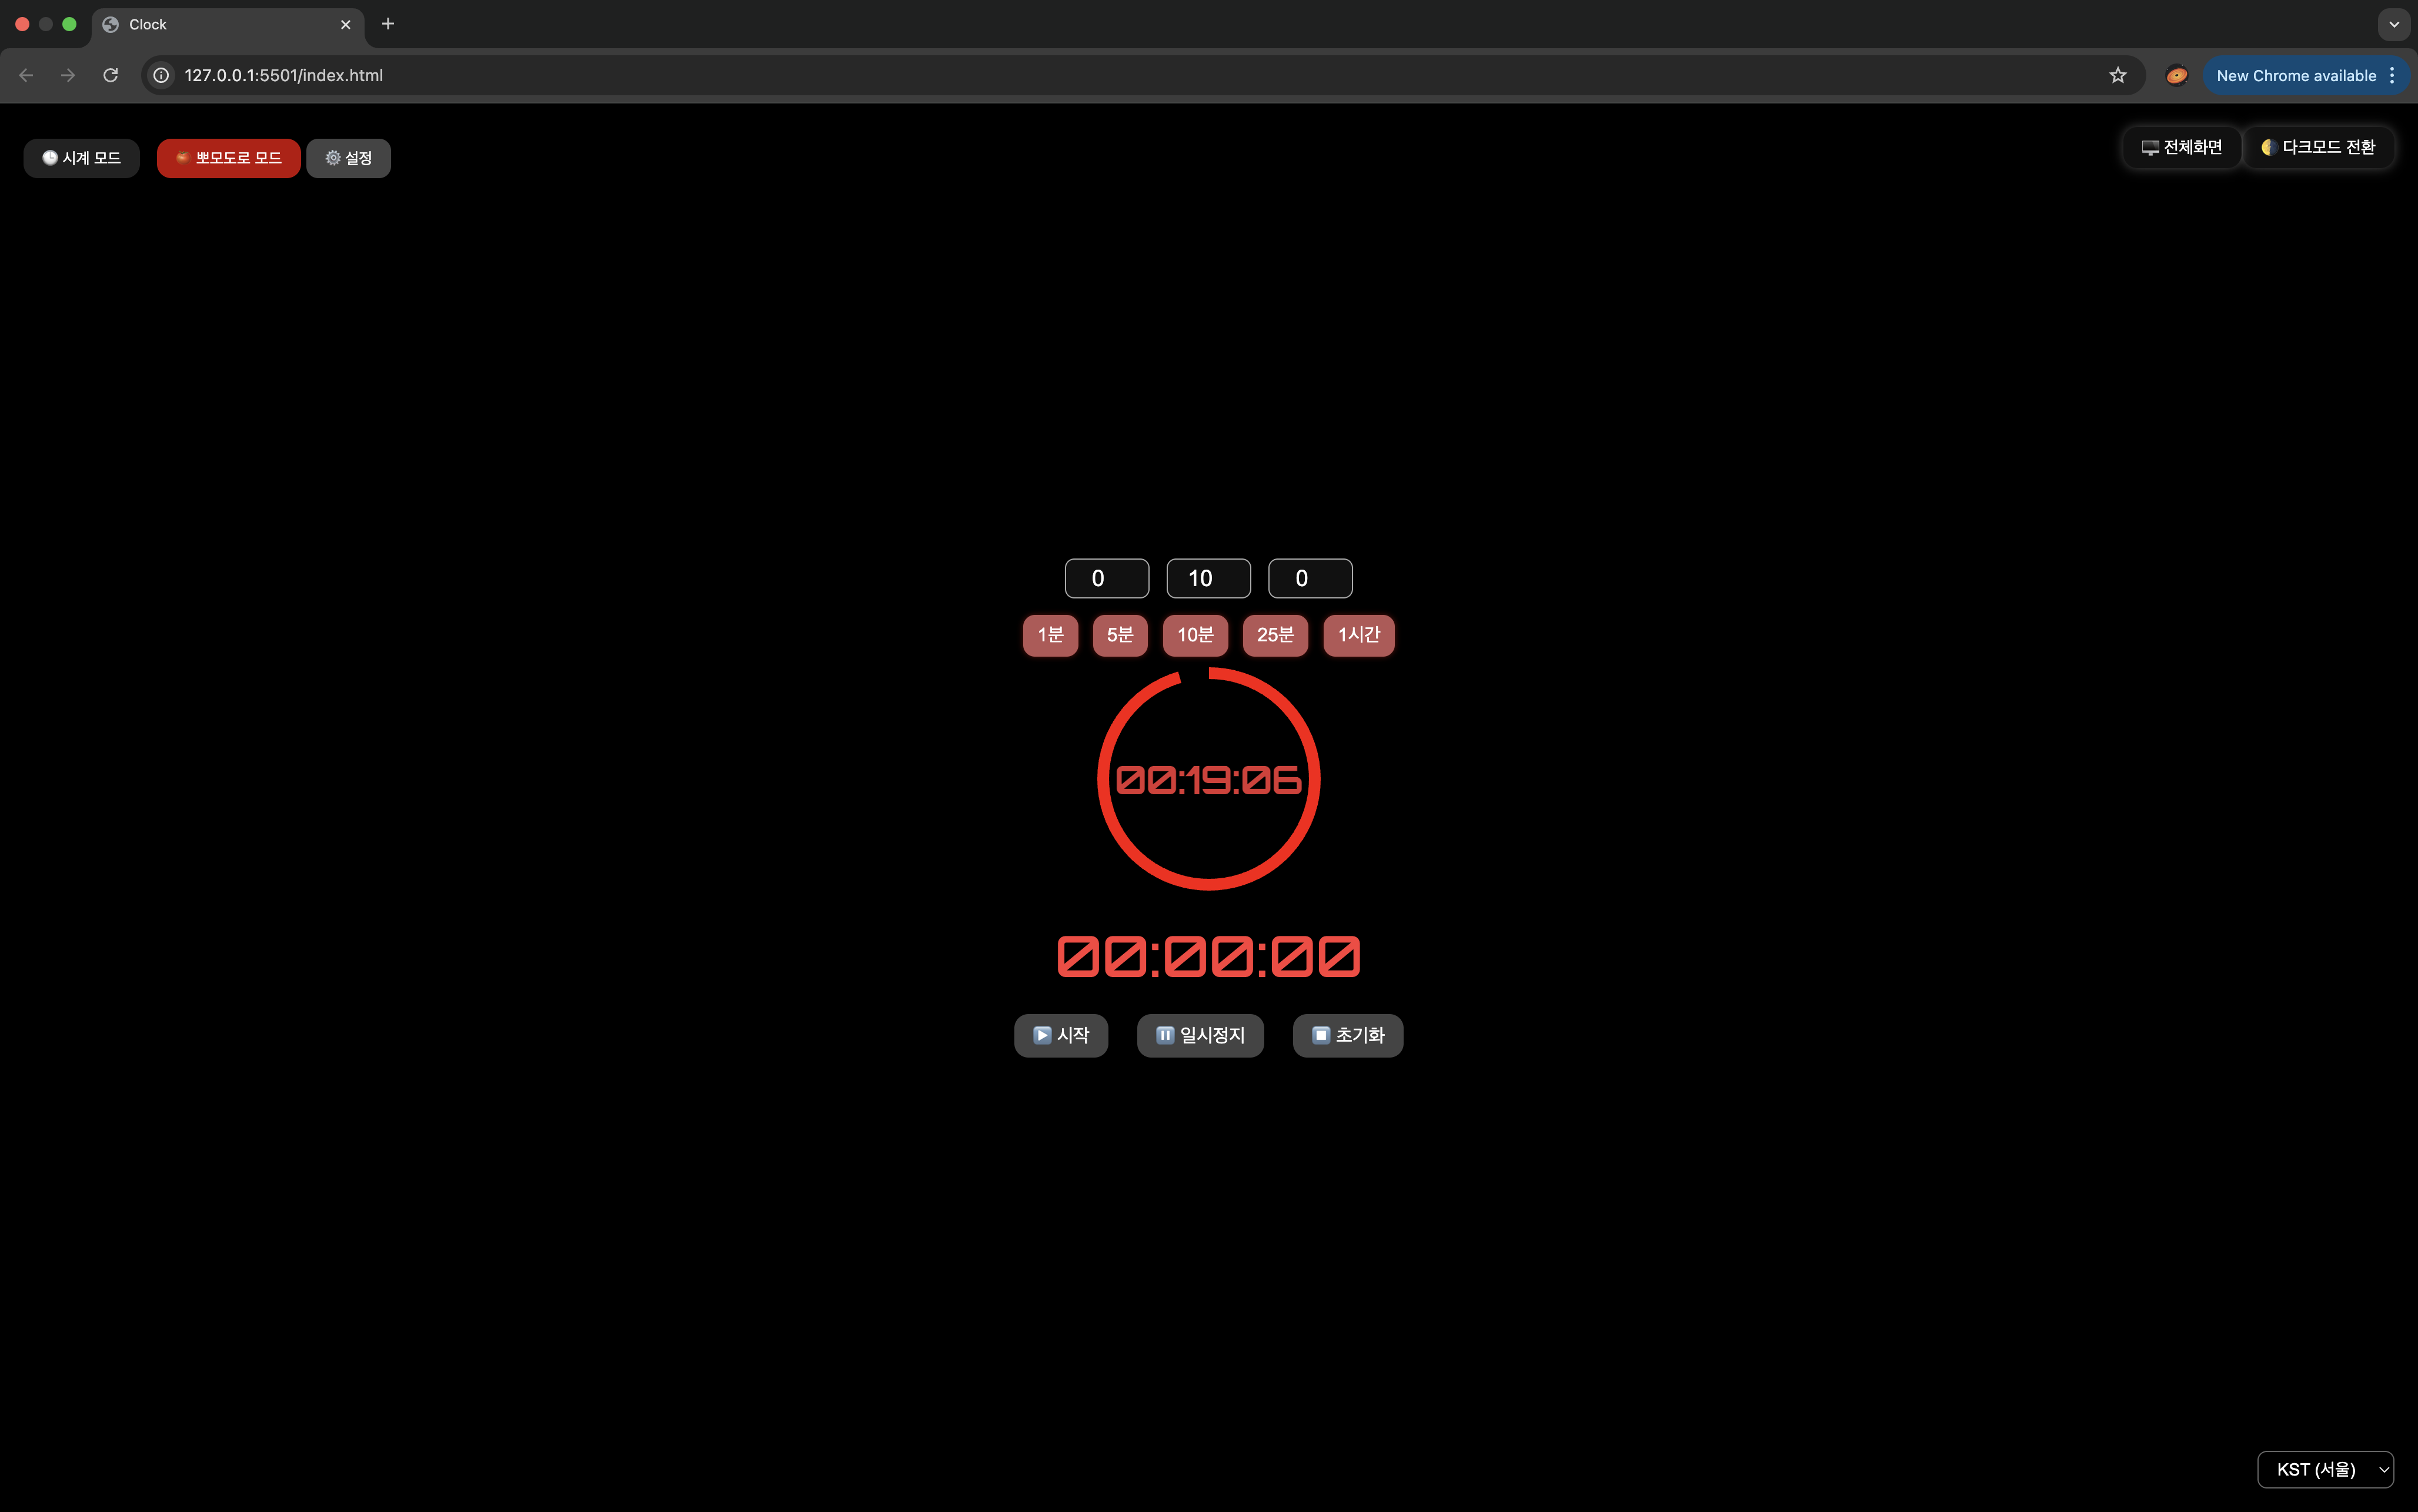 Clock
127.0.0.1:5501/index.html
New Chrome available
시계 모드
뽀모도로 모드
설정
전체화면
다크모드 전환
0 10 0
1분 5분 10분 25분 1시간
00:19:06
00:00:00
시작 일시정지 초기화
KST (서울)